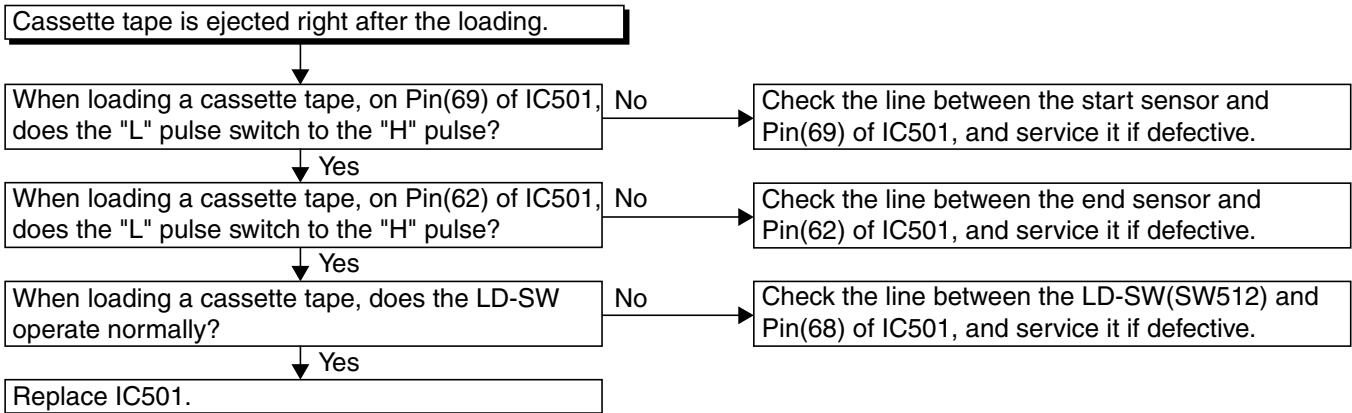 Cassette tape is ejected right after the loading.
When loading a cassette tape, on Pin(69) of IC501,
does the "L" pulse switch to the "H" pulse?
No
Check the line between the start sensor and
Pin(69) of IC501, and service it if defective.
Yes
When loading a cassette tape, on Pin(62) of IC501,
does the "L" pulse switch to the "H" pulse?
No
Check the line between the end sensor and
Pin(62) of IC501, and service it if defective.
Yes
When loading a cassette tape, does the LD-SW
operate normally?
No
Check the line between the LD-SW(SW512) and
Pin(68) of IC501, and service it if defective.
Yes
Replace IC501.